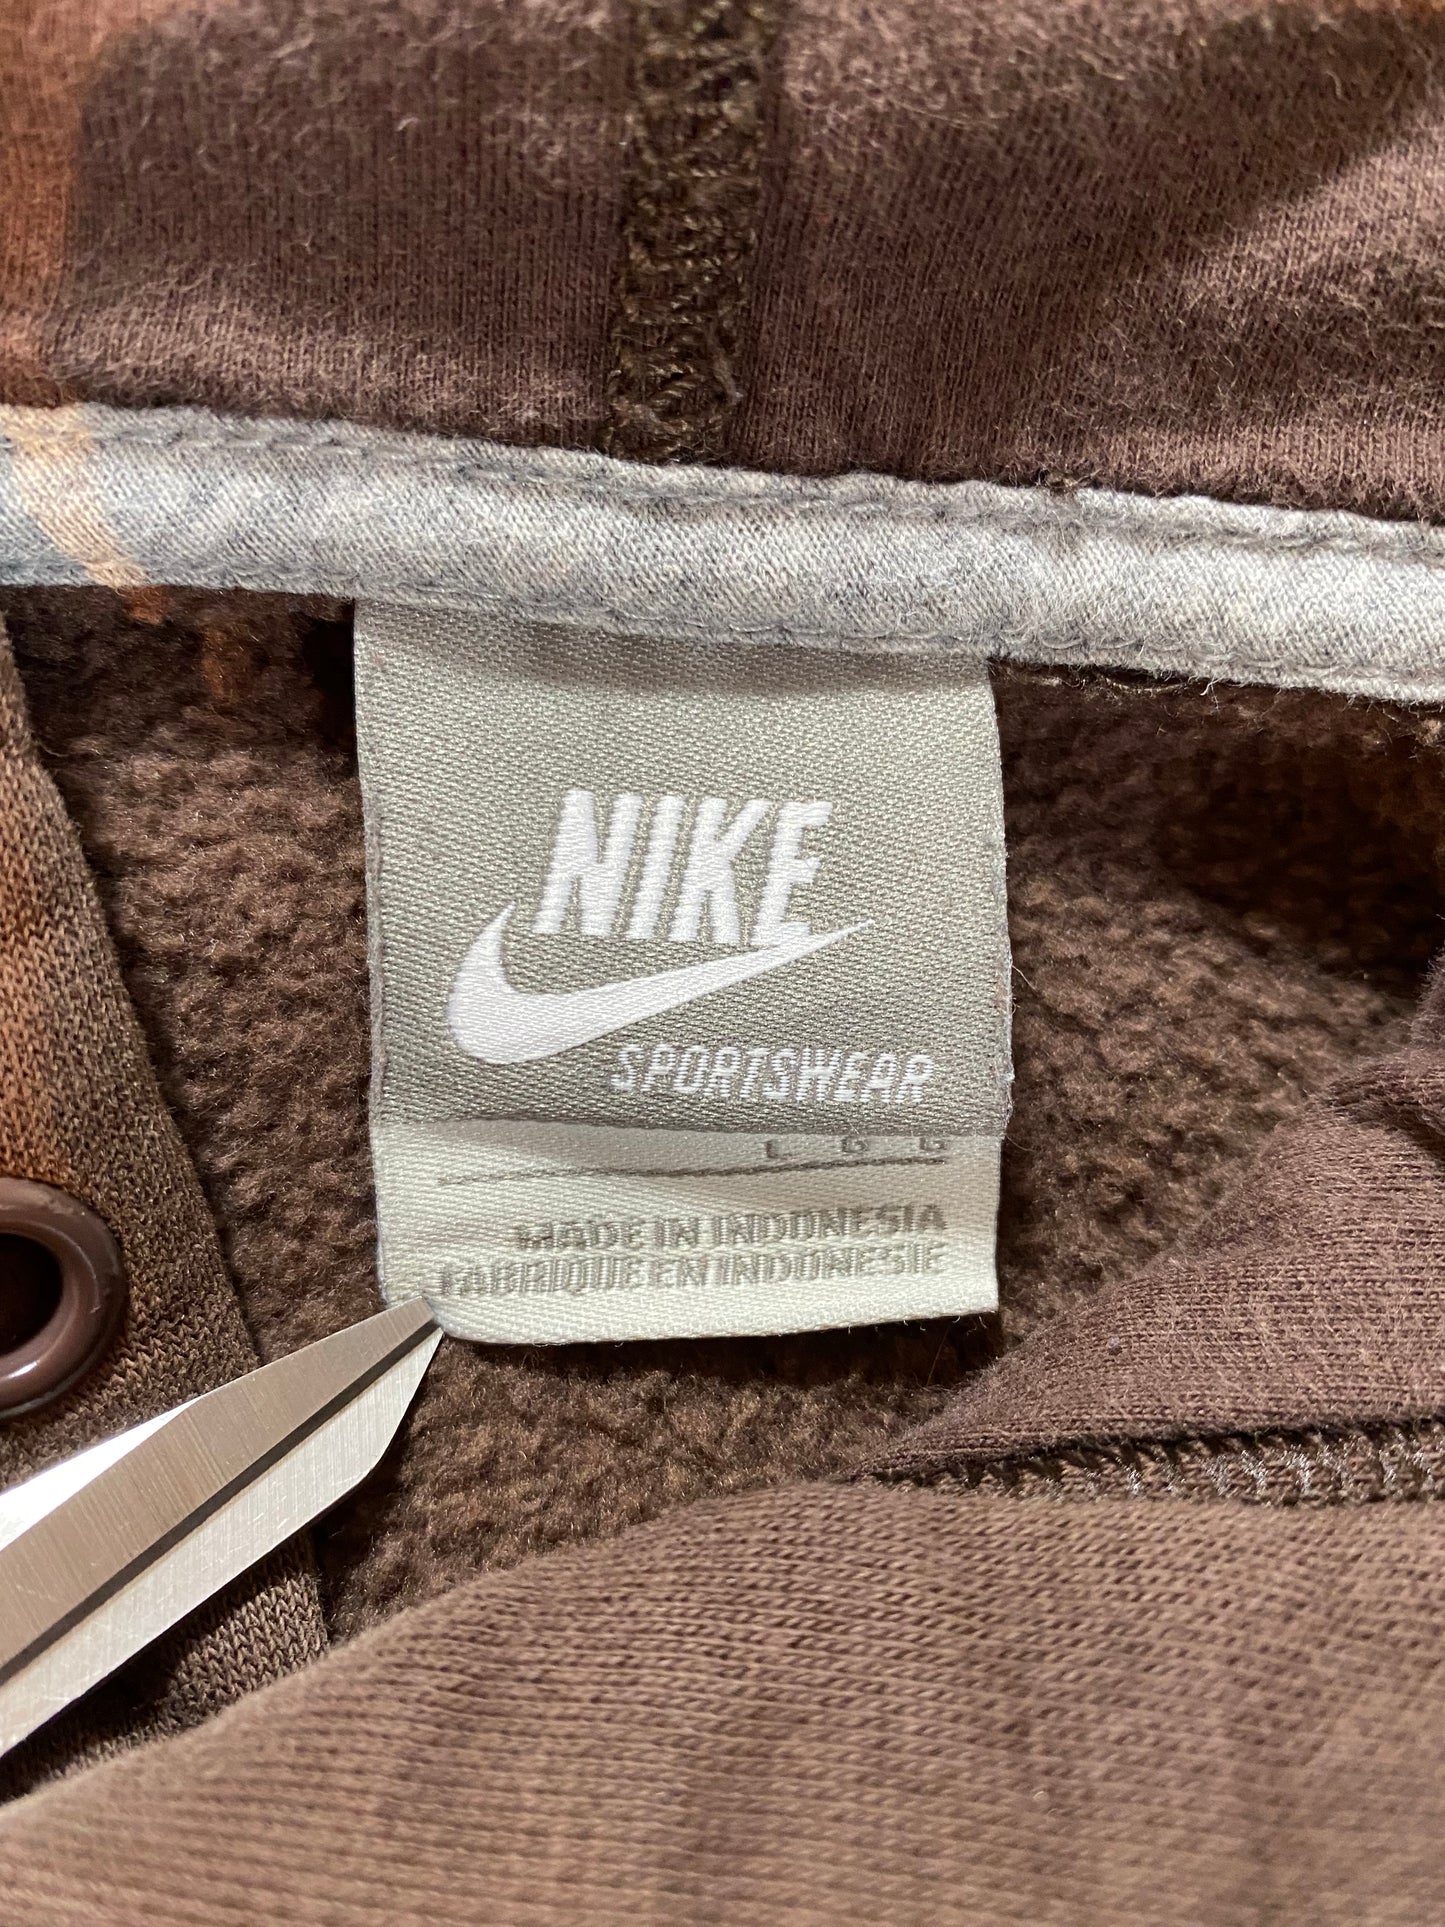 NIKE
SPORTSWEAR
L G G
MADE IN INDONESIA
FABRIQUE EN INDONESIE